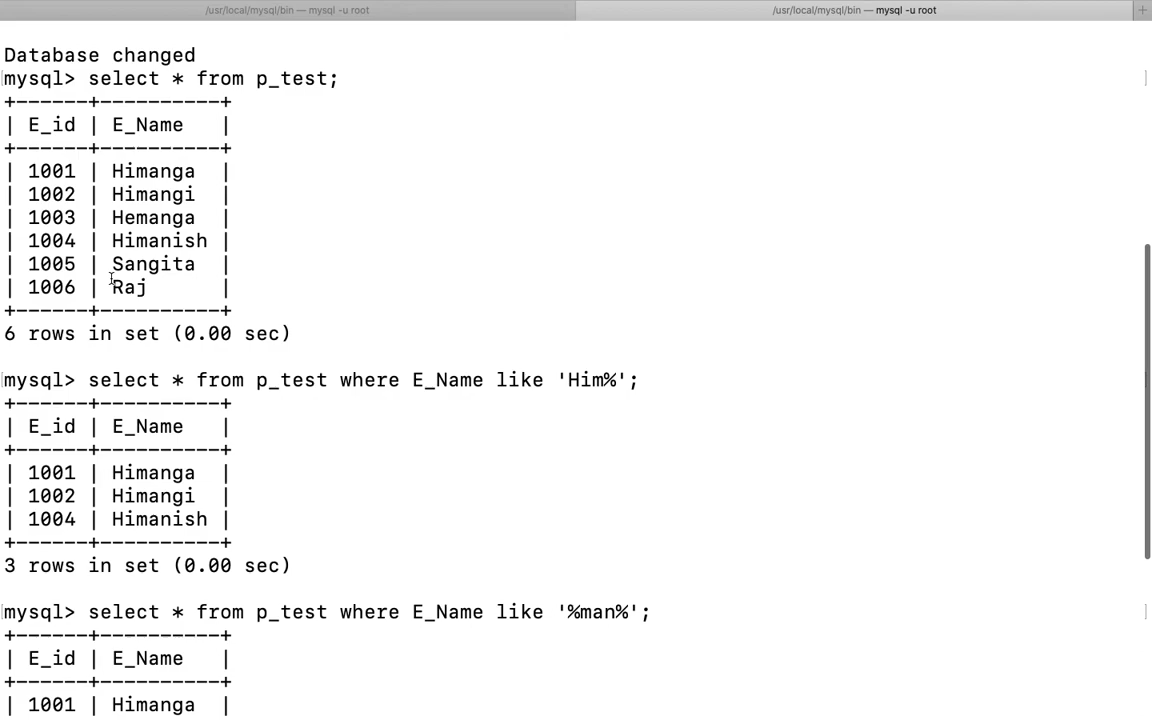 /usr/local/mysql/bin — mysql -u root
/usr/local/mysql/bin — mysql -u root
Database changed
mysql> select * from p_test;
+------+----------+
| E_id | E_Name   |
+------+----------+
| 1001 | Himanga  |
| 1002 | Himangi  |
| 1003 | Hemanga  |
| 1004 | Himanish |
| 1005 | Sangita  |
| 1006 | Raj      |
+------+----------+
6 rows in set (0.00 sec)
mysql> select * from p_test where E_Name like 'Him%';
+------+----------+
| E_id | E_Name   |
+------+----------+
| 1001 | Himanga  |
| 1002 | Himangi  |
| 1004 | Himanish |
+------+----------+
3 rows in set (0.00 sec)
mysql> select * from p_test where E_Name like '%man%';
+------+----------+
| E_id | E_Name   |
+------+----------+
| 1001 | Himanga  |